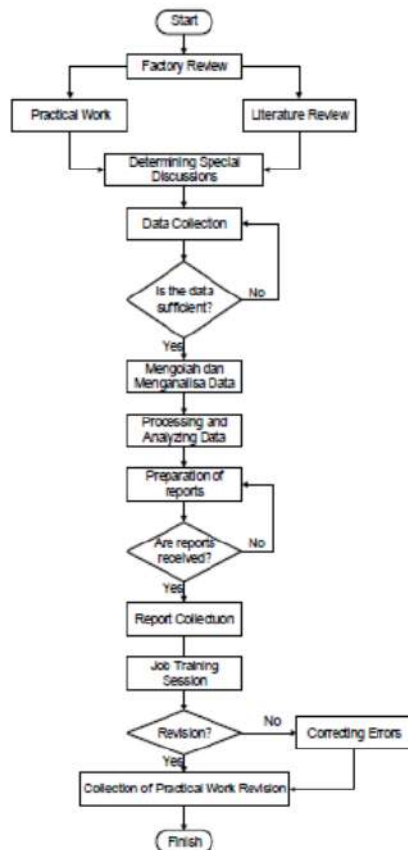 Start
Factory Review
Practical Work
Literature Review
Determining Special
Discussions
Data Collection
Is the data
sufficient?
No
Yes
Mengolah dan
Menganalisa Data
Processing and
Analyzing Data
Preparation of
reports
Are reports
received?
No
Yes
Report Collectuon
Job Training
Session
Revision?
No
Correcting Errors
Yes
Collection of Practical Work Revision
Finish